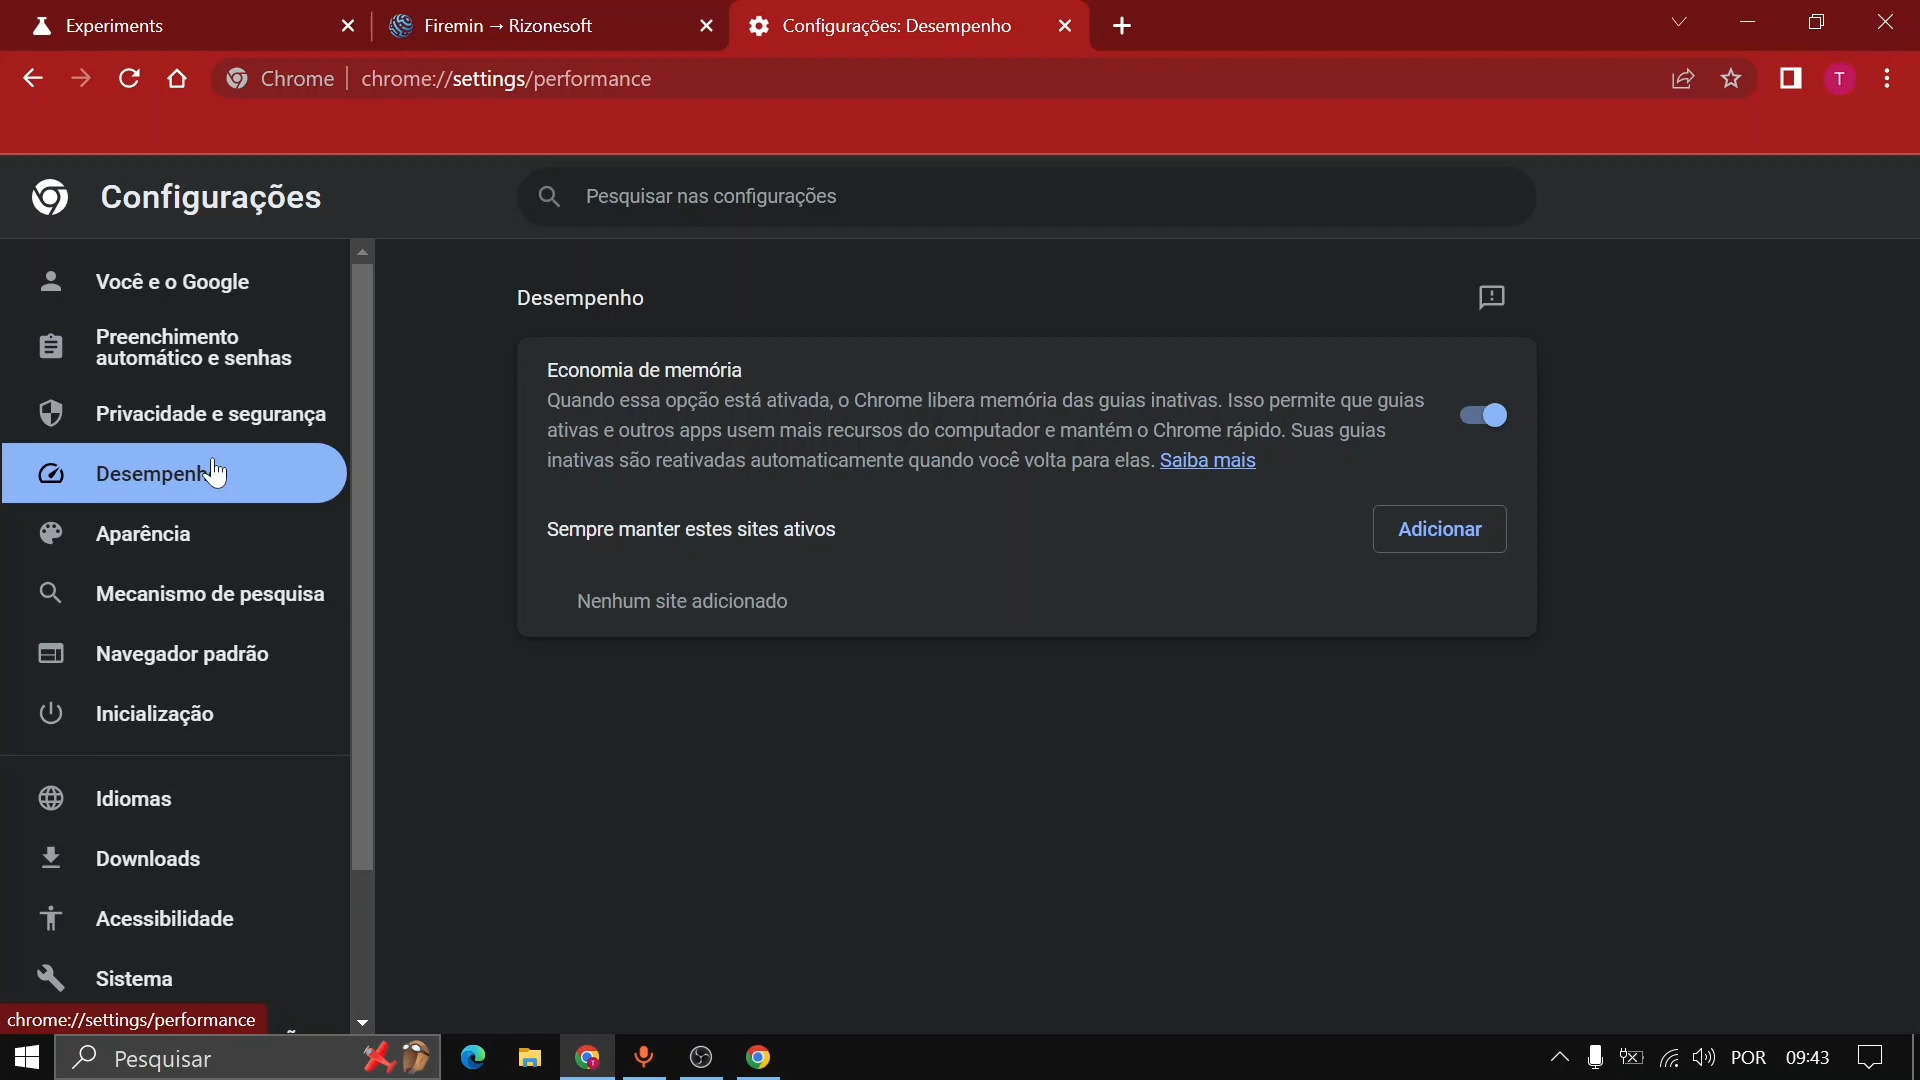 Experiments
Firemin → Rizonesoft
Configurações: Desempenho
Chrome
chrome://settings/performance
T
Configurações
Pesquisar nas configurações
Você e o Google
Preenchimento
automático e senhas
Privacidade e segurança
Desempenh
Aparência
Mecanismo de pesquisa
Navegador padrão
Inicialização
Idiomas
Downloads
Acessibilidade
Sistema
Desempenho
Economia de memória
Quando essa opção está ativada, o Chrome libera memória das guias inativas. Isso permite que guias
ativas e outros apps usem mais recursos do computador e mantém o Chrome rápido. Suas guias
inativas são reativadas automaticamente quando você volta para elas. Saiba mais
Sempre manter estes sites ativos
Adicionar
Nenhum site adicionado
chrome://settings/performance
Pesquisar
POR
09:43